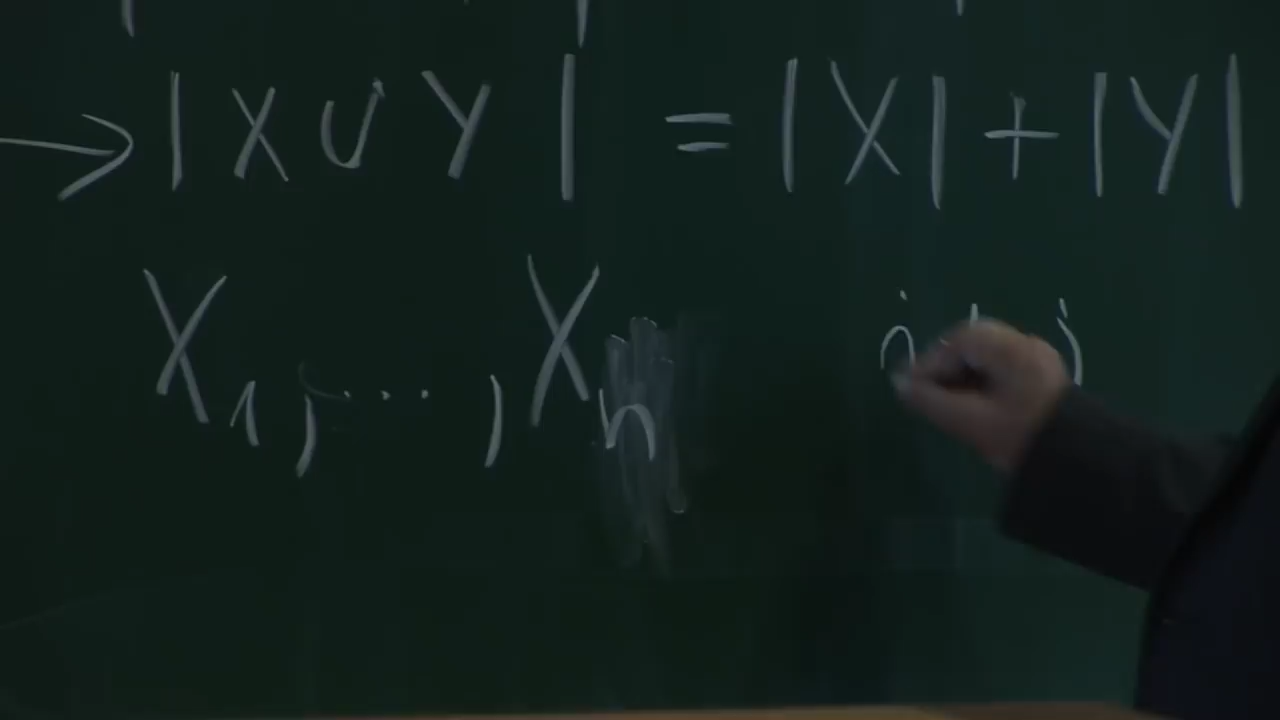 → |X ∪ Y| = |X| + |Y|
X₁, ..., Xₙ i j